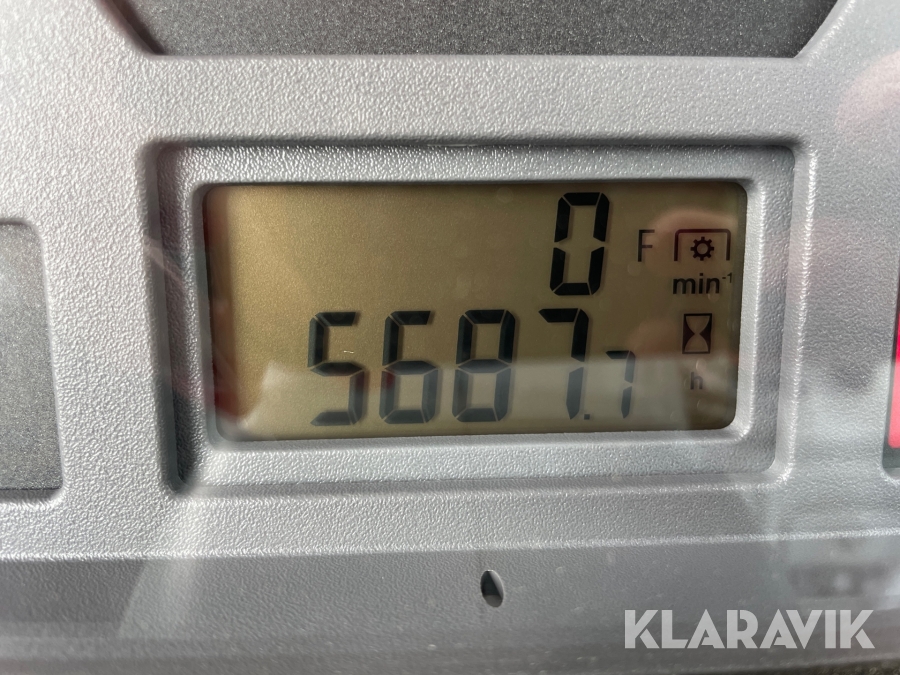 0 F
min-1
5687.7
h
KLARAVIK